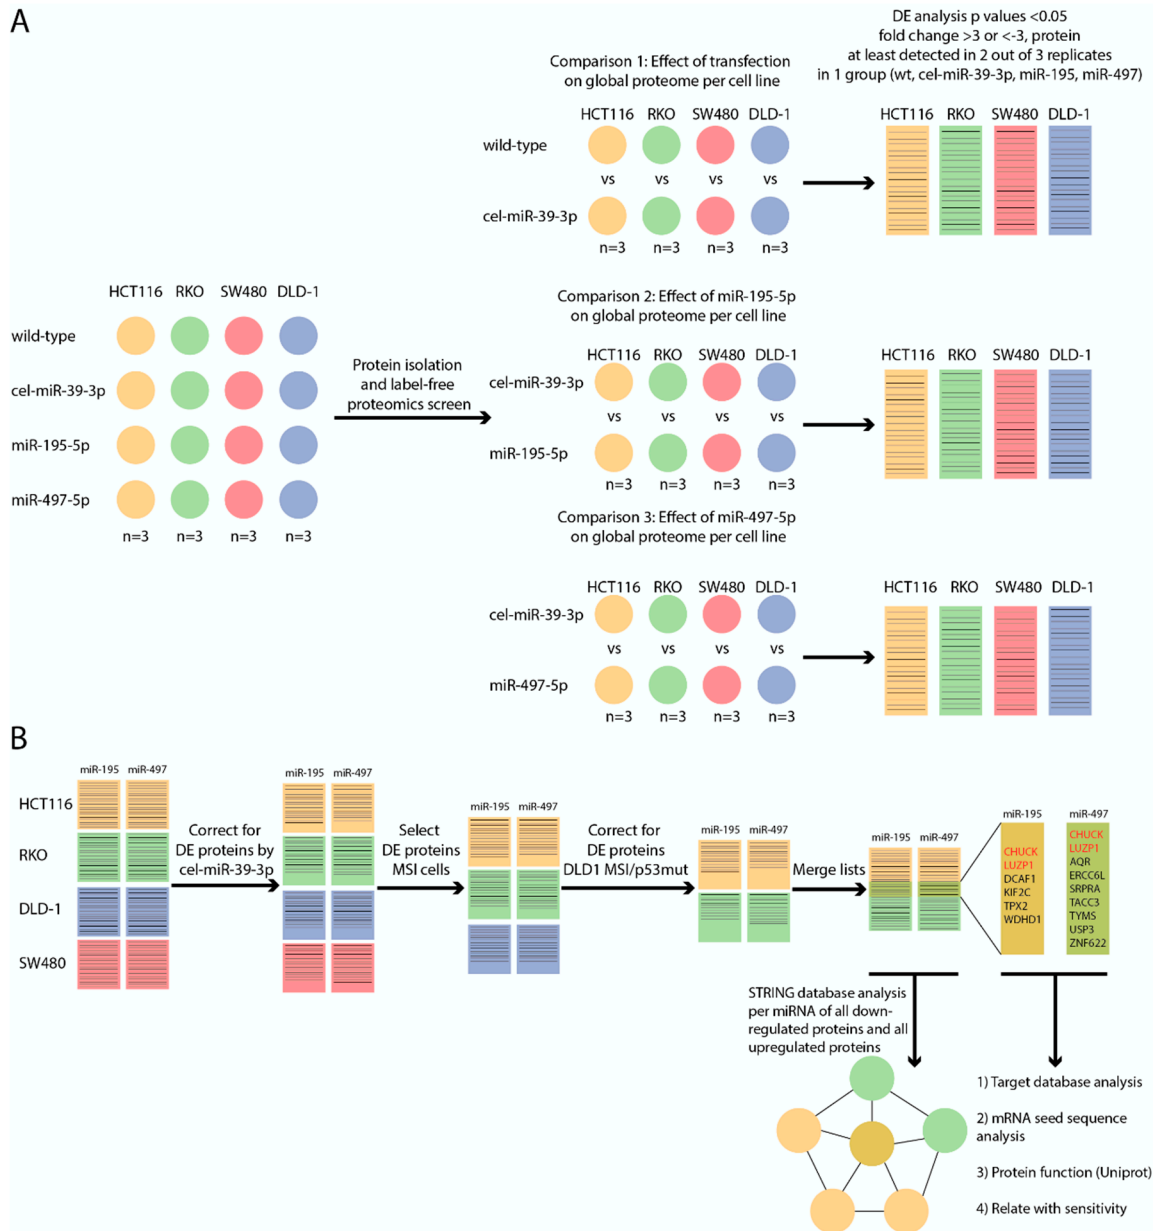 A
DE analysis p values <0.05
fold change >3 or <-3, protein
at least detected in 2 out of 3 replicates
in 1 group (wt, cel-miR-39-3p, miR-195, miR-497)
Comparison 1: Effect of transfection
on global proteome per cell line
HCT116 RKO SW480 DLD-1
HCT116 RKO SW480 DLD-1
wild-type
vs vs vs vs
cel-miR-39-3p
n=3 n=3 n=3 n=3
HCT116 RKO SW480 DLD-1
wild-type
cel-miR-39-3p
miR-195-5p
miR-497-5p
n=3 n=3 n=3 n=3
Protein isolation
and label-free
proteomics screen
Comparison 2: Effect of miR-195-5p
on global proteome per cell line
HCT116 RKO SW480 DLD-1
HCT116 RKO SW480 DLD-1
cel-miR-39-3p
vs vs vs vs
miR-195-5p
n=3 n=3 n=3 n=3
Comparison 3: Effect of miR-497-5p
on global proteome per cell line
HCT116 RKO SW480 DLD-1
HCT116 RKO SW480 DLD-1
cel-miR-39-3p
vs vs vs vs
miR-497-5p
n=3 n=3 n=3 n=3
B
miR-195 miR-497
HCT116
RKO
DLD-1
SW480
Correct for
DE proteins by
cel-miR-39-3p
miR-195 miR-497
Select
DE proteins
MSI cells
miR-195 miR-497
Correct for
DE proteins
DLD1 MSI/p53mut
miR-195 miR-497
Merge lists
miR-195 miR-497
miR-195
CHUCK
LUZP1
DCAF1
KIF2C
TPX2
WDHD1
miR-497
CHUCK
LUZP1
AQR
ERCC6L
SRPRA
TACC3
TYMS
USP3
ZNF622
STRING database analysis
per miRNA of all down-
regulated proteins and all
upregulated proteins
1) Target database analysis
2) mRNA seed sequence
analysis
3) Protein function (Uniprot)
4) Relate with sensitivity